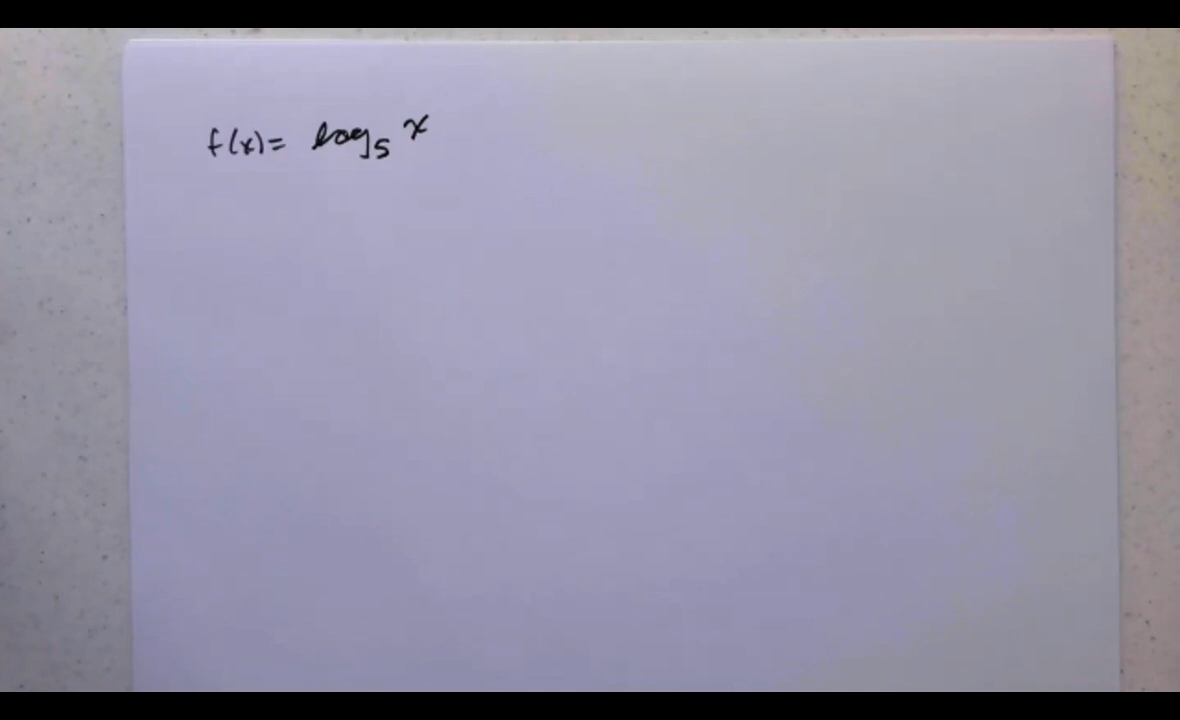 f(x) = log₅ x